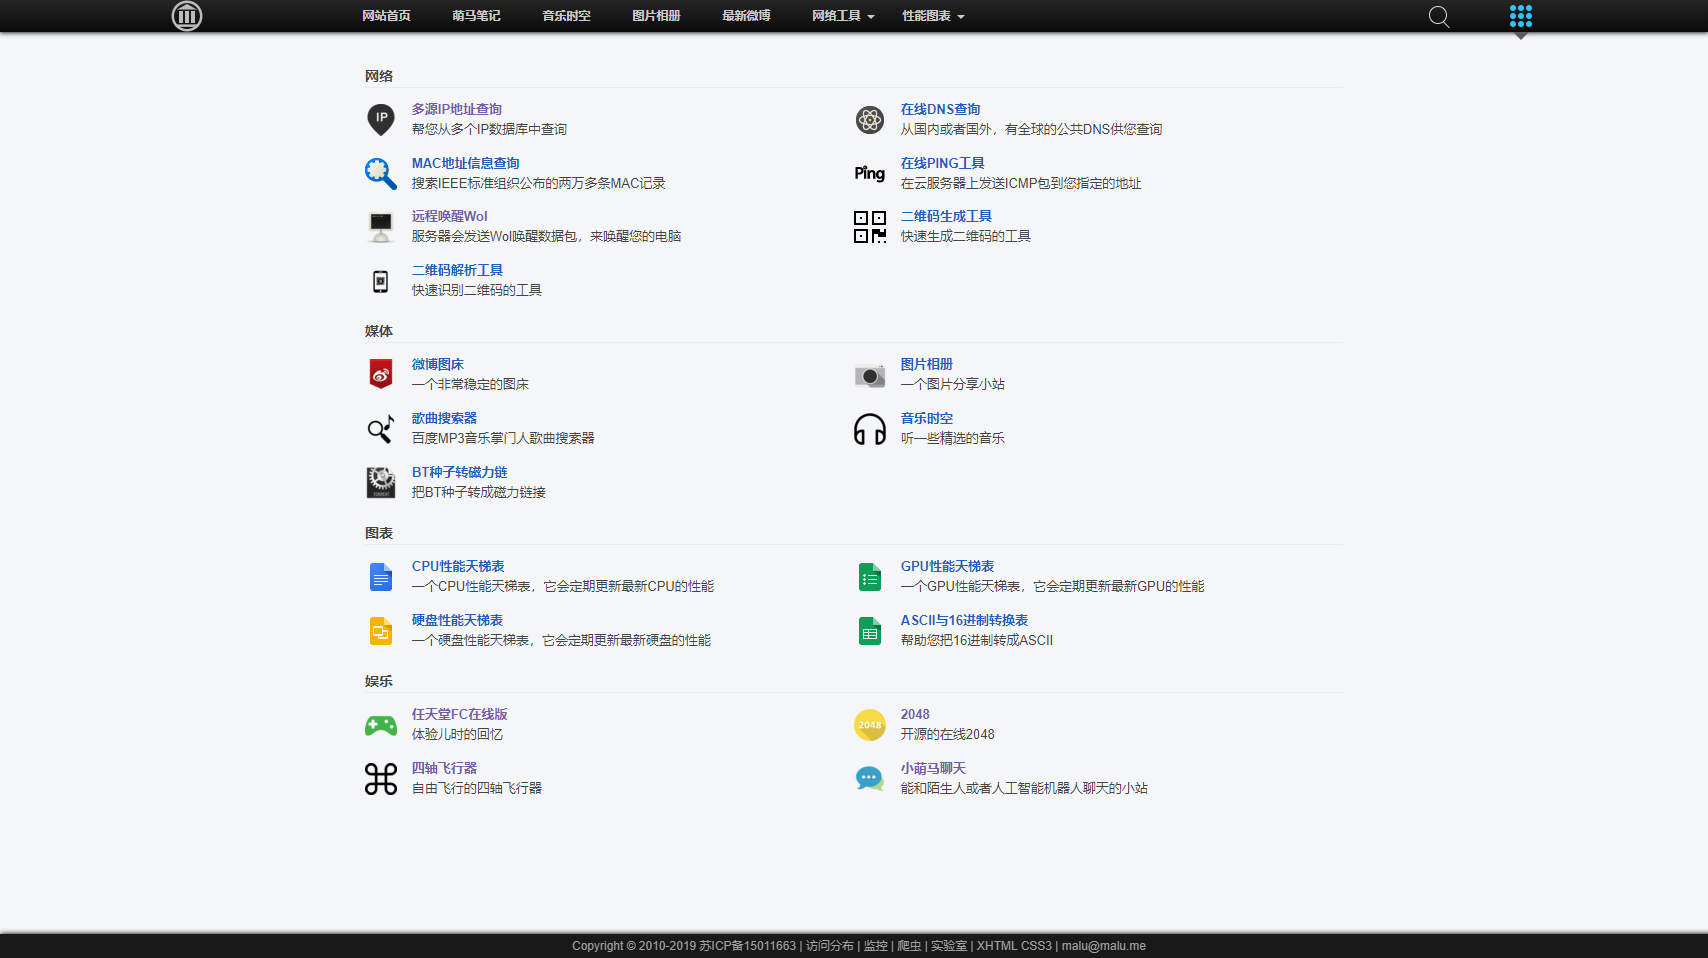 网站首页 萌马笔记 音乐时空 图片相册 最新微博 网络工具 性能图表
网络
IP
多源IP地址查询
帮您从多个IP数据库中查询
在线DNS查询
从国内或者国外，有全球的公共DNS供您查询
MAC地址信息查询
搜索IEEE标准组织公布的两万多条MAC记录
Ping
在线PING工具
在云服务器上发送ICMP包到您指定的地址
远程唤醒Wol
服务器会发送Wol唤醒数据包，来唤醒您的电脑
二维码生成工具
快速生成二维码的工具
二维码解析工具
快速识别二维码的工具
媒体
微博图床
一个非常稳定的图床
图片相册
一个图片分享小站
歌曲搜索器
百度MP3音乐掌门人歌曲搜索器
音乐时空
听一些精选的音乐
TORRENT
BT种子转磁力链
把BT种子转成磁力链接
图表
CPU性能天梯表
一个CPU性能天梯表，它会定期更新最新CPU的性能
GPU性能天梯表
一个GPU性能天梯表，它会定期更新最新GPU的性能
硬盘性能天梯表
一个硬盘性能天梯表，它会定期更新最新硬盘的性能
ASCII与16进制转换表
帮助您把16进制转成ASCII
娱乐
任天堂FC在线版
体验儿时的回忆
2048
2048
开源的在线2048
四轴飞行器
自由飞行的四轴飞行器
小萌马聊天
能和陌生人或者人工智能机器人聊天的小站
Copyright © 2010-2019 苏ICP备15011663 | 访问分布 | 监控 | 爬虫 | 实验室 | XHTML CSS3 | malu@malu.me